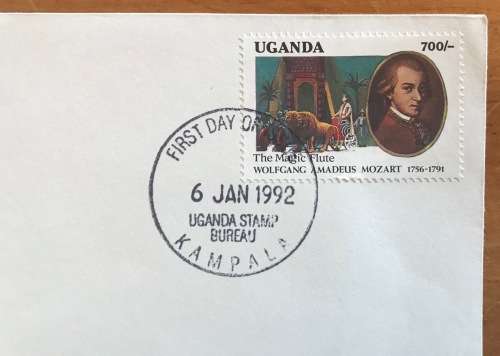 UGANDA 700/-
The Magic Flute
WOLFGANG AMADEUS MOZART 1756-1791
FIRST DAY OF
6 JAN 1992
UGANDA STAMP
BUREAU
KAMPALA